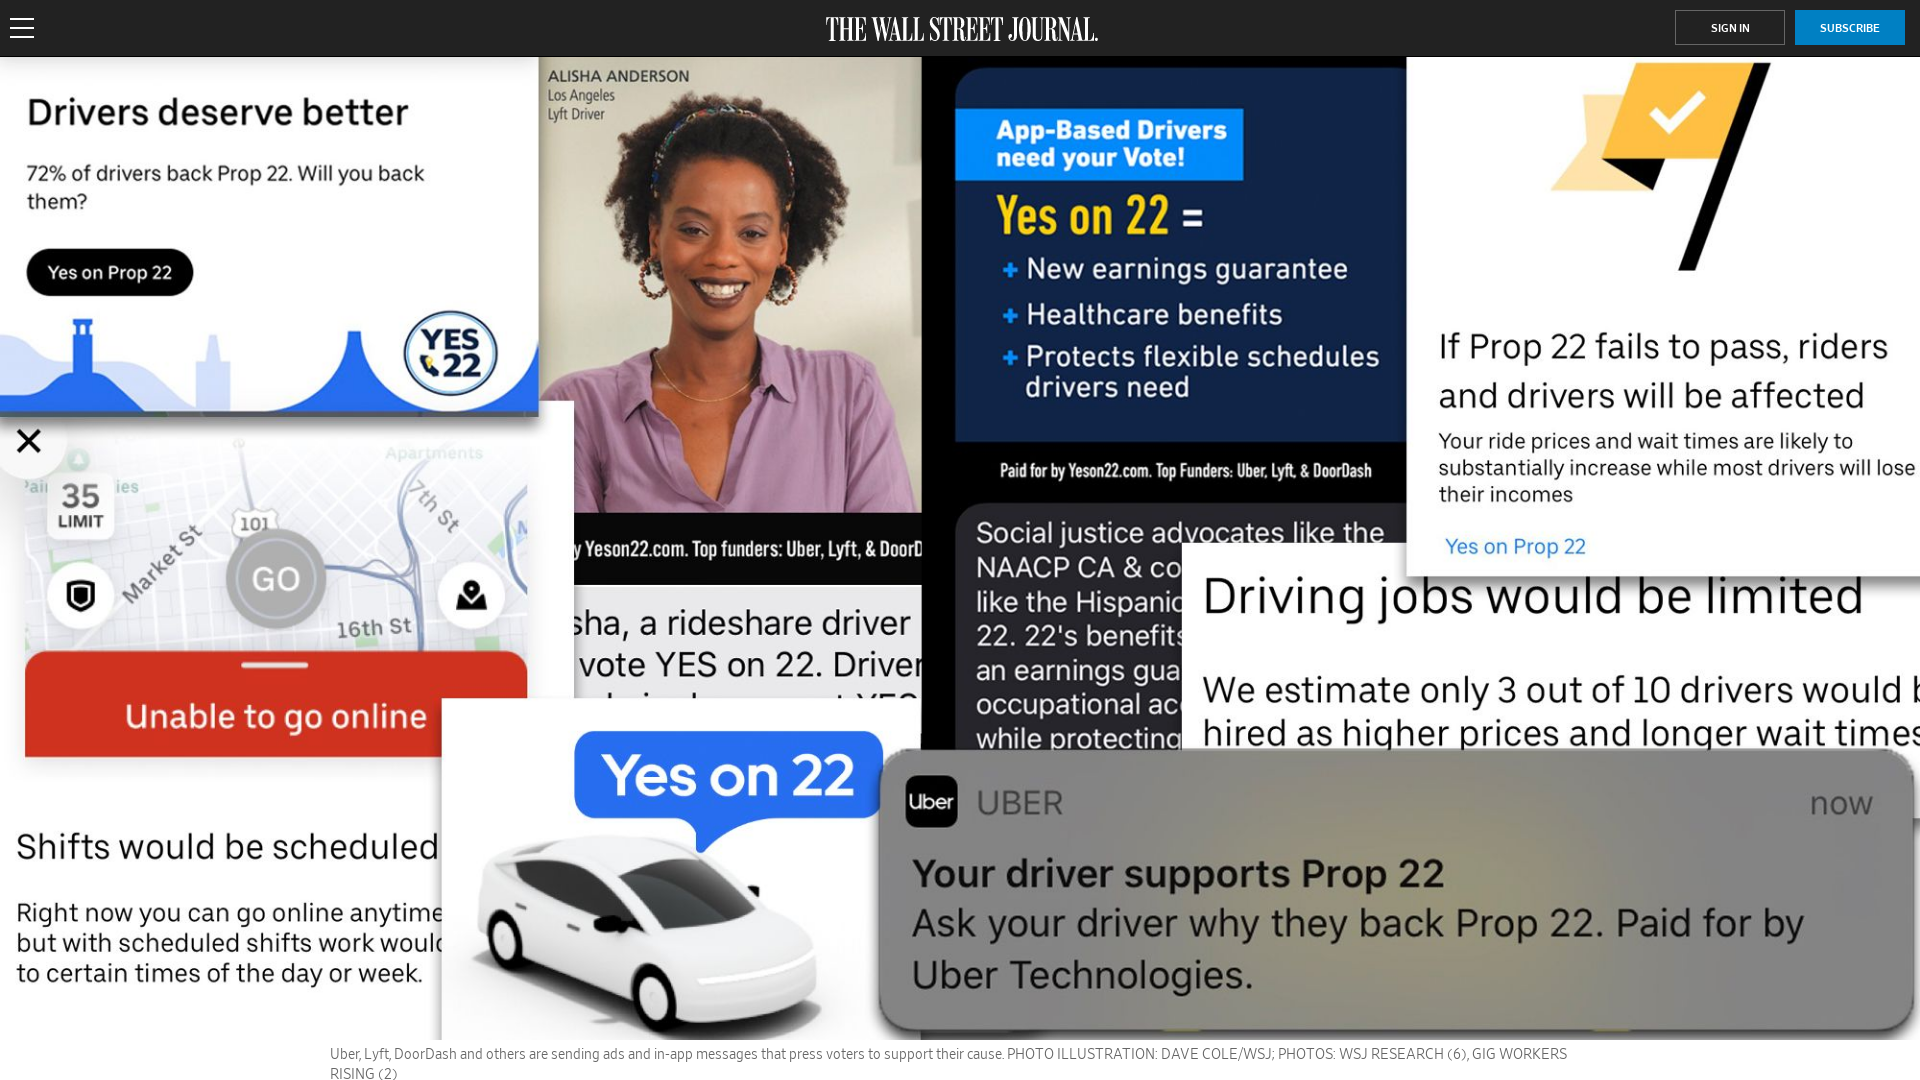 THE WALL STREET JOURNAL.
SIGN IN
SUBSCRIBE
Drivers deserve better
72% of drivers back Prop 22. Will you back
them?
Yes on Prop 22
YES
22
ALISHA ANDERSON
Los Angeles
Lyft Driver
y Yeson22.com. Top funders: Uber, Lyft, & DoorD
sha, a rideshare driver
vote YES on 22. Driver
App-Based Drivers
need your Vote!
Yes on 22 =
+ New earnings guarantee
+ Healthcare benefits
+ Protects flexible schedules
drivers need
Paid for by Yeson22.com. Top Funders: Uber, Lyft, & DoorDash
Social justice advocates like the
NAACP CA & co
like the Hispanic
22. 22's benefits
an earnings gua
occupational ac
while protecting
If Prop 22 fails to pass, riders
and drivers will be affected
Your ride prices and wait times are likely to
substantially increase while most drivers will lose
their incomes
Yes on Prop 22
Driving jobs would be limited
We estimate only 3 out of 10 drivers would b
hired as higher prices and longer wait times
Apartments
35
LIMIT
ies
7th St
101
Market St
GO
16th St
Unable to go online
Shifts would be scheduled
Right now you can go online anytime
but with scheduled shifts work would
to certain times of the day or week.
Yes on 22
Uber
UBER
now
Your driver supports Prop 22
Ask your driver why they back Prop 22. Paid for by
Uber Technologies.
Uber, Lyft, DoorDash and others are sending ads and in-app messages that press voters to support their cause. PHOTO ILLUSTRATION: DAVE COLE/WSJ; PHOTOS: WSJ RESEARCH (6), GIG WORKERS
RISING (2)